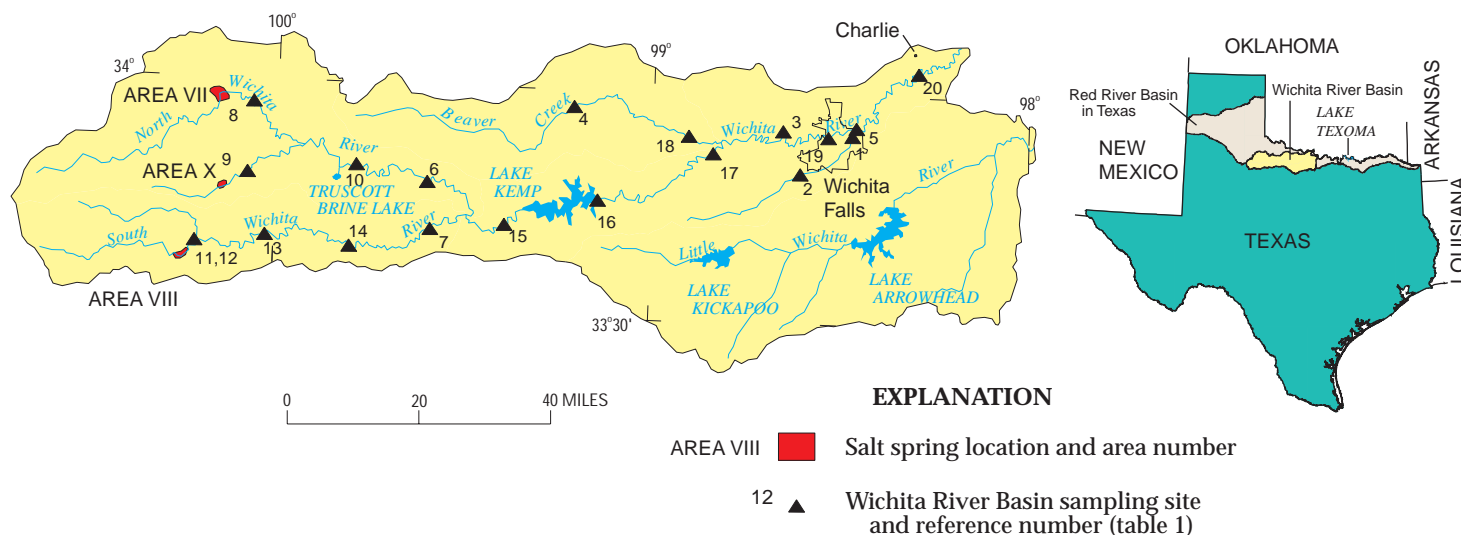 100°
99
98
34°
33°30'
Charlie
AREA VII
North
Wichita
River
8
Beaver
Creek
4
18
Wichita
River
3
19
5
1
20
17
2
Wichita
Falls
AREA X
9
10
6
TRUSCOTT
BRINE LAKE
LAKE
KEMP
16
15
South
Wichita
River
11,12
13
14
7
AREA VIII
Little
Wichita
River
LAKE
KICKAPOO
LAKE
ARROWHEAD
0 20 40 MILES
OKLAHOMA
Red River Basin
in Texas
Wichita River Basin
LAKE
TEXOMA
ARKANSAS
NEW
MEXICO
TEXAS
LOUISIANA
EXPLANATION
AREA VIII Salt spring location and area number
12 Wichita River Basin sampling site
and reference number (table 1)